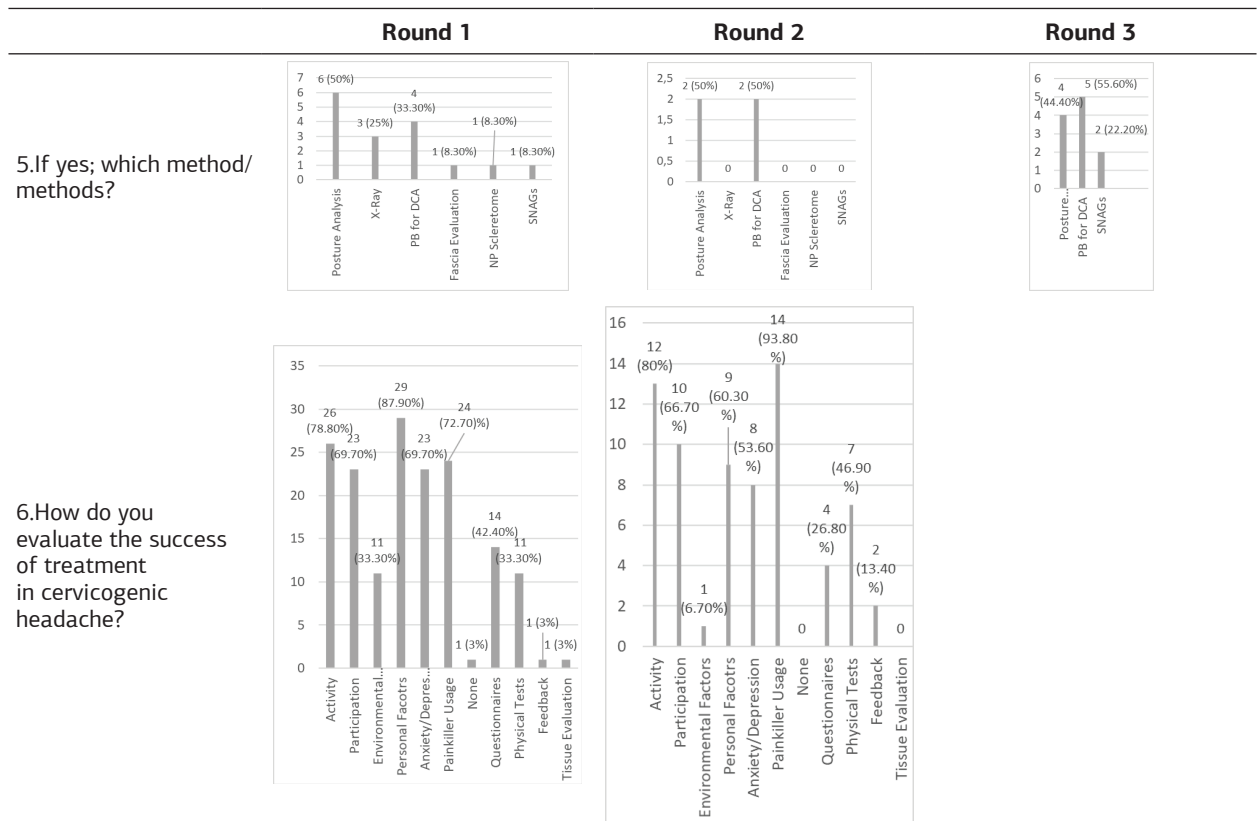 Round 1
Round 2
Round 3
5.If yes; which method/
methods?
7
6
5
4
3
2
1
0
6 (50%)
3 (25%)
4
(33.30%)
1 (8.30%)
1 (8.30%)
1 (8.30%)
Posture Analysis
X-Ray
PB for DCA
Fascia Evaluation
NP Scleretome
SNAGs
2,5
2
1,5
1
0,5
0
2 (50%)
0
2 (50%)
0
0
0
Posture Analysis
X-Ray
PB for DCA
Fascia Evaluation
NP Scleretome
SNAGs
6
5
4
3
2
1
0
4
(44.40%)
5 (55.60%)
2 (22.20%)
Posture ...
PB for DCA
SNAGs
6.How do you
evaluate the success
of treatment
in cervicogenic
headache?
35
30
25
20
15
10
5
0
26
(78.80%)
23
(69.70%)
11
(33.30%)
29
(87.90%)
23
(69.70%)
24
(72.70)%)
1 (3%)
14
(42.40%)
11
(33.30%)
1 (3%)
1 (3%)
Activity
Participation
Environmental...
Personal Facotrs
Anxiety/Depres...
Painkiller Usage
None
Questionnaires
Physical Tests
Feedback
Tissue Evaluation
16
14
12
10
8
6
4
2
0
12
(80%)
10
(66.70
%)
1
(6.70%)
9
(60.30
%)
8
(53.60
%)
14
(93.80
%)
0
4
(26.80
%)
7
(46.90
%)
2
(13.40
%)
0
Activity
Participation
Environmental Factors
Personal Facotrs
Anxiety/Depression
Painkiller Usage
None
Questionnaires
Physical Tests
Feedback
Tissue Evaluation